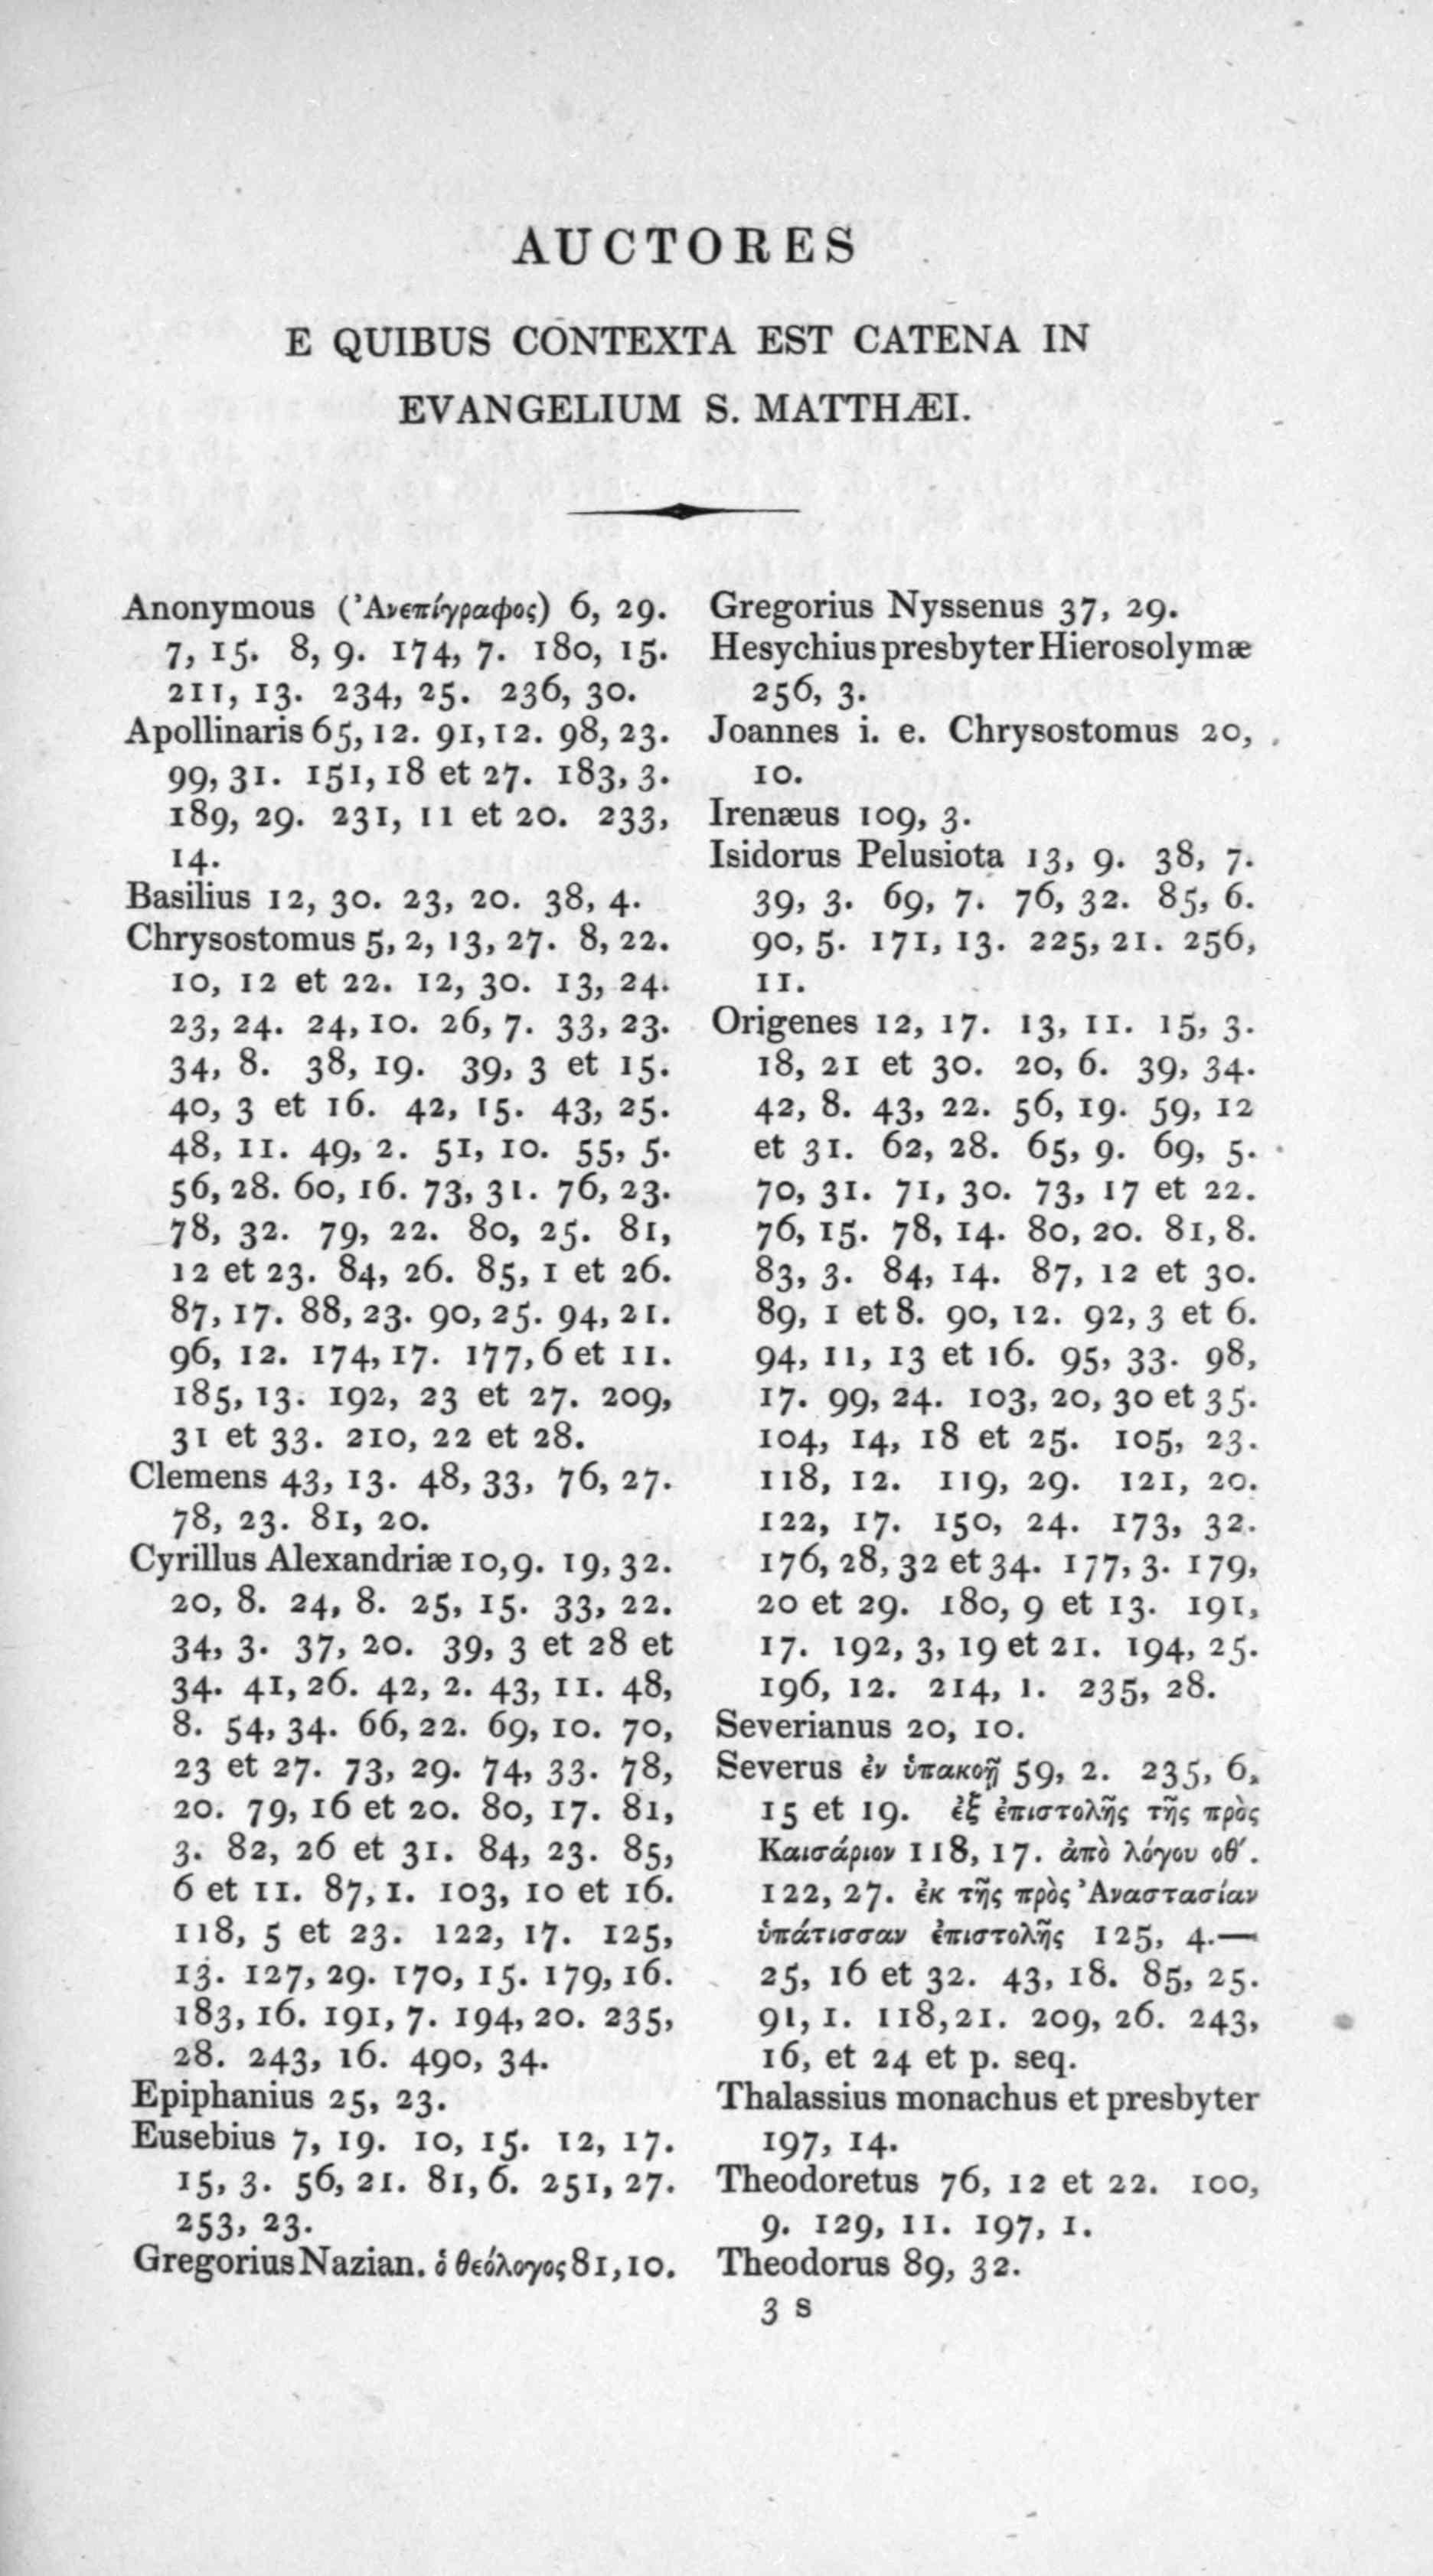 AUCTORES
E QUIBUS CONTEXTA EST CATENA IN
EVANGELIUM S. MATTHÆI.
Anonymous (Ἀνεπίγραφος) 6, 29.
7, 15. 8, 9. 174, 7. 180, 15.
211, 13. 234, 25. 236, 30.
Apollinaris 65, 12. 91, 12. 98, 23.
99, 31. 151, 18 et 27. 183, 3.
189, 29. 231, 11 et 20. 233,
14.
Basilius 12, 30. 23, 20. 38, 4.
Chrysostomus 5, 2, 13, 27. 8, 22.
10, 12 et 22. 12, 30. 13, 24.
23, 24. 24, 10. 26, 7. 33, 23.
34, 8. 38, 19. 39, 3 et 15.
40, 3 et 16. 42, 15. 43, 25.
48, 11. 49, 2. 51, 10. 55, 5.
56, 28. 60, 16. 73, 31. 76, 23.
78, 32. 79, 22. 80, 25. 81,
12 et 23. 84, 26. 85, 1 et 26.
87, 17. 88, 23. 90, 25. 94, 21.
96, 12. 174, 17. 177, 6 et 11.
185, 13. 192, 23 et 27. 209,
31 et 33. 210, 22 et 28.
Clemens 43, 13. 48, 33, 76, 27.
78, 23. 81, 20.
Cyrillus Alexandriæ 10, 9. 19, 32.
20, 8. 24, 8. 25, 15. 33, 22.
34, 3. 37, 20. 39, 3 et 28 et
34. 41, 26. 42, 2. 43, 11. 48,
8. 54, 34. 66, 22. 69, 10. 70,
23 et 27. 73, 29. 74, 33. 78,
20. 79, 16 et 20. 80, 17. 81,
3. 82, 26 et 31. 84, 23. 85,
6 et 11. 87, 1. 103, 10 et 16.
118, 5 et 23. 122, 17. 125,
13. 127, 29. 170, 15. 179, 16.
183, 16. 191, 7. 194, 20. 235,
28. 243, 16. 490, 34.
Epiphanius 25, 23.
Eusebius 7, 19. 10, 15. 12, 17.
15, 3. 56, 21. 81, 6. 251, 27.
253, 23.
Gregorius Nazian. ὁ θεόλογος 81, 10.
Gregorius Nyssenus 37, 29.
Hesychius presbyter Hierosolymæ
256, 3.
Joannes i. e. Chrysostomus 20,
10.
Irenæus 109, 3.
Isidorus Pelusiota 13, 9. 38, 7.
39, 3. 69, 7. 76, 32. 85, 6.
90, 5. 171, 13. 225, 21. 256,
11.
Origenes 12, 17. 13, 11. 15, 3.
18, 21 et 30. 20, 6. 39, 34.
42, 8. 43, 22. 56, 19. 59, 12
et 31. 62, 28. 65, 9. 69, 5.
70, 31. 71, 30. 73, 17 et 22.
76, 15. 78, 14. 80, 20. 81, 8.
83, 3. 84, 14. 87, 12 et 30.
89, 1 et 8. 90, 12. 92, 3 et 6.
94, 11, 13 et 16. 95, 33. 98,
17. 99, 24. 103, 20, 30 et 35.
104, 14, 18 et 25. 105, 23.
118, 12. 119, 29. 121, 20.
122, 17. 150, 24. 173, 32.
176, 28, 32 et 34. 177, 3. 179,
20 et 29. 180, 9 et 13. 191,
17. 192, 3, 19 et 21. 194, 25.
196, 12. 214, 1. 235, 28.
Severianus 20, 10.
Severus ἐν ὑπακοῇ 59, 2. 235, 6,
15 et 19. ἐξ ἐπιστολῆς τῆς πρὸς
Καισάριον 118, 17. ἀπὸ λόγου οθ´.
122, 27. ἐκ τῆς πρὸς Ἀναστασίαν
ὑπάτισσαν ἐπιστολῆς 125, 4.—
25, 16 et 32. 43, 18. 85, 25.
91, 1. 118, 21. 209, 26. 243,
16, et 24 et p. seq.
Thalassius monachus et presbyter
197, 14.
Theodoretus 76, 12 et 22. 100,
9. 129, 11. 197, 1.
Theodorus 89, 32.
3 s